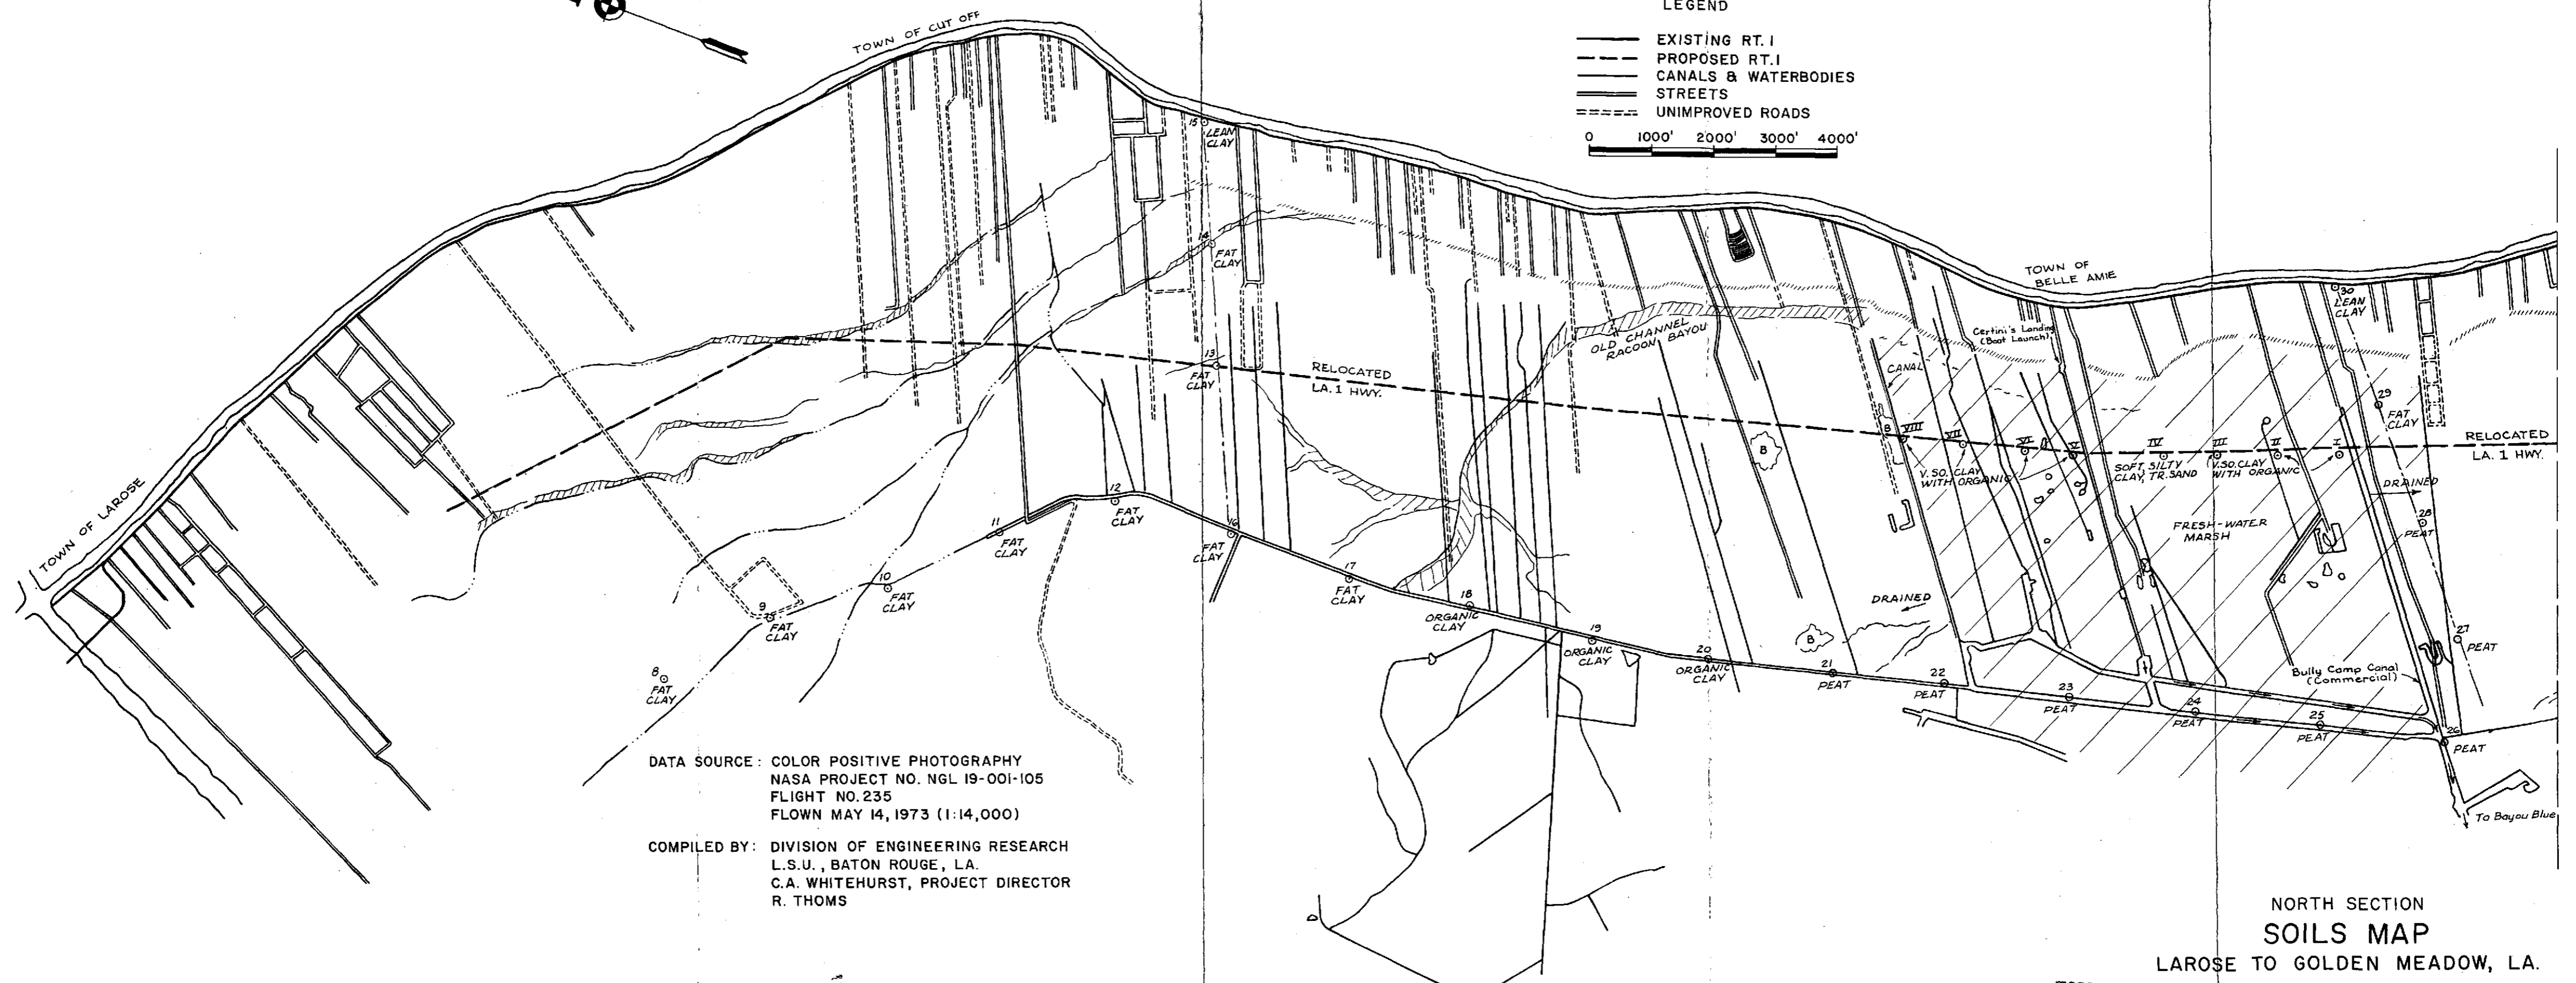 LEGEND
EXISTING RT. 1
PROPOSED RT. 1
CANALS & WATERBODIES
STREETS
UNIMPROVED ROADS
0 1000' 2000' 3000' 4000'
TOWN OF CUT OFF
TOWN OF LAROSE
TOWN OF
BELLE AMIE
15
LEAN
CLAY
14
FAT
CLAY
13
FAT
CLAY
RELOCATED
LA. 1 HWY.
OLD CHANNEL
RACOON BAYOU
Certini's Landing
(Boat Launch)
CANAL
30
LEAN
CLAY
29
FAT
CLAY
RELOCATED
LA. 1 HWY.
B
B
8
VIII
VII
VI
V
IV
III
II
I
V. SO. CLAY
WITH ORGANIC
SOFT SILTY
CLAY, TR. SAND
V. SO. CLAY
WITH ORGANIC
DRAINED
28
PEAT
FRESH-WATER
MARSH
DRAINED
27
PEAT
Bully Camp Canal
(Commercial)
8
FAT
CLAY
9
FAT
CLAY
10
FAT
CLAY
11
FAT
CLAY
12
FAT
CLAY
16
FAT
CLAY
17
FAT
CLAY
18
ORGANIC
CLAY
19
ORGANIC
CLAY
20
ORGANIC
CLAY
21
PEAT
22
PEAT
23
PEAT
24
PEAT
25
PEAT
26
PEAT
To Bayou Blue
DATA SOURCE: COLOR POSITIVE PHOTOGRAPHY
NASA PROJECT NO. NGL 19-001-105
FLIGHT NO. 235
FLOWN MAY 14, 1973 (1:14,000)
COMPILED BY: DIVISION OF ENGINEERING RESEARCH
L.S.U., BATON ROUGE, LA.
C.A. WHITEHURST, PROJECT DIRECTOR
R. THOMS
NORTH SECTION
SOILS MAP
LAROSE TO GOLDEN MEADOW, LA.